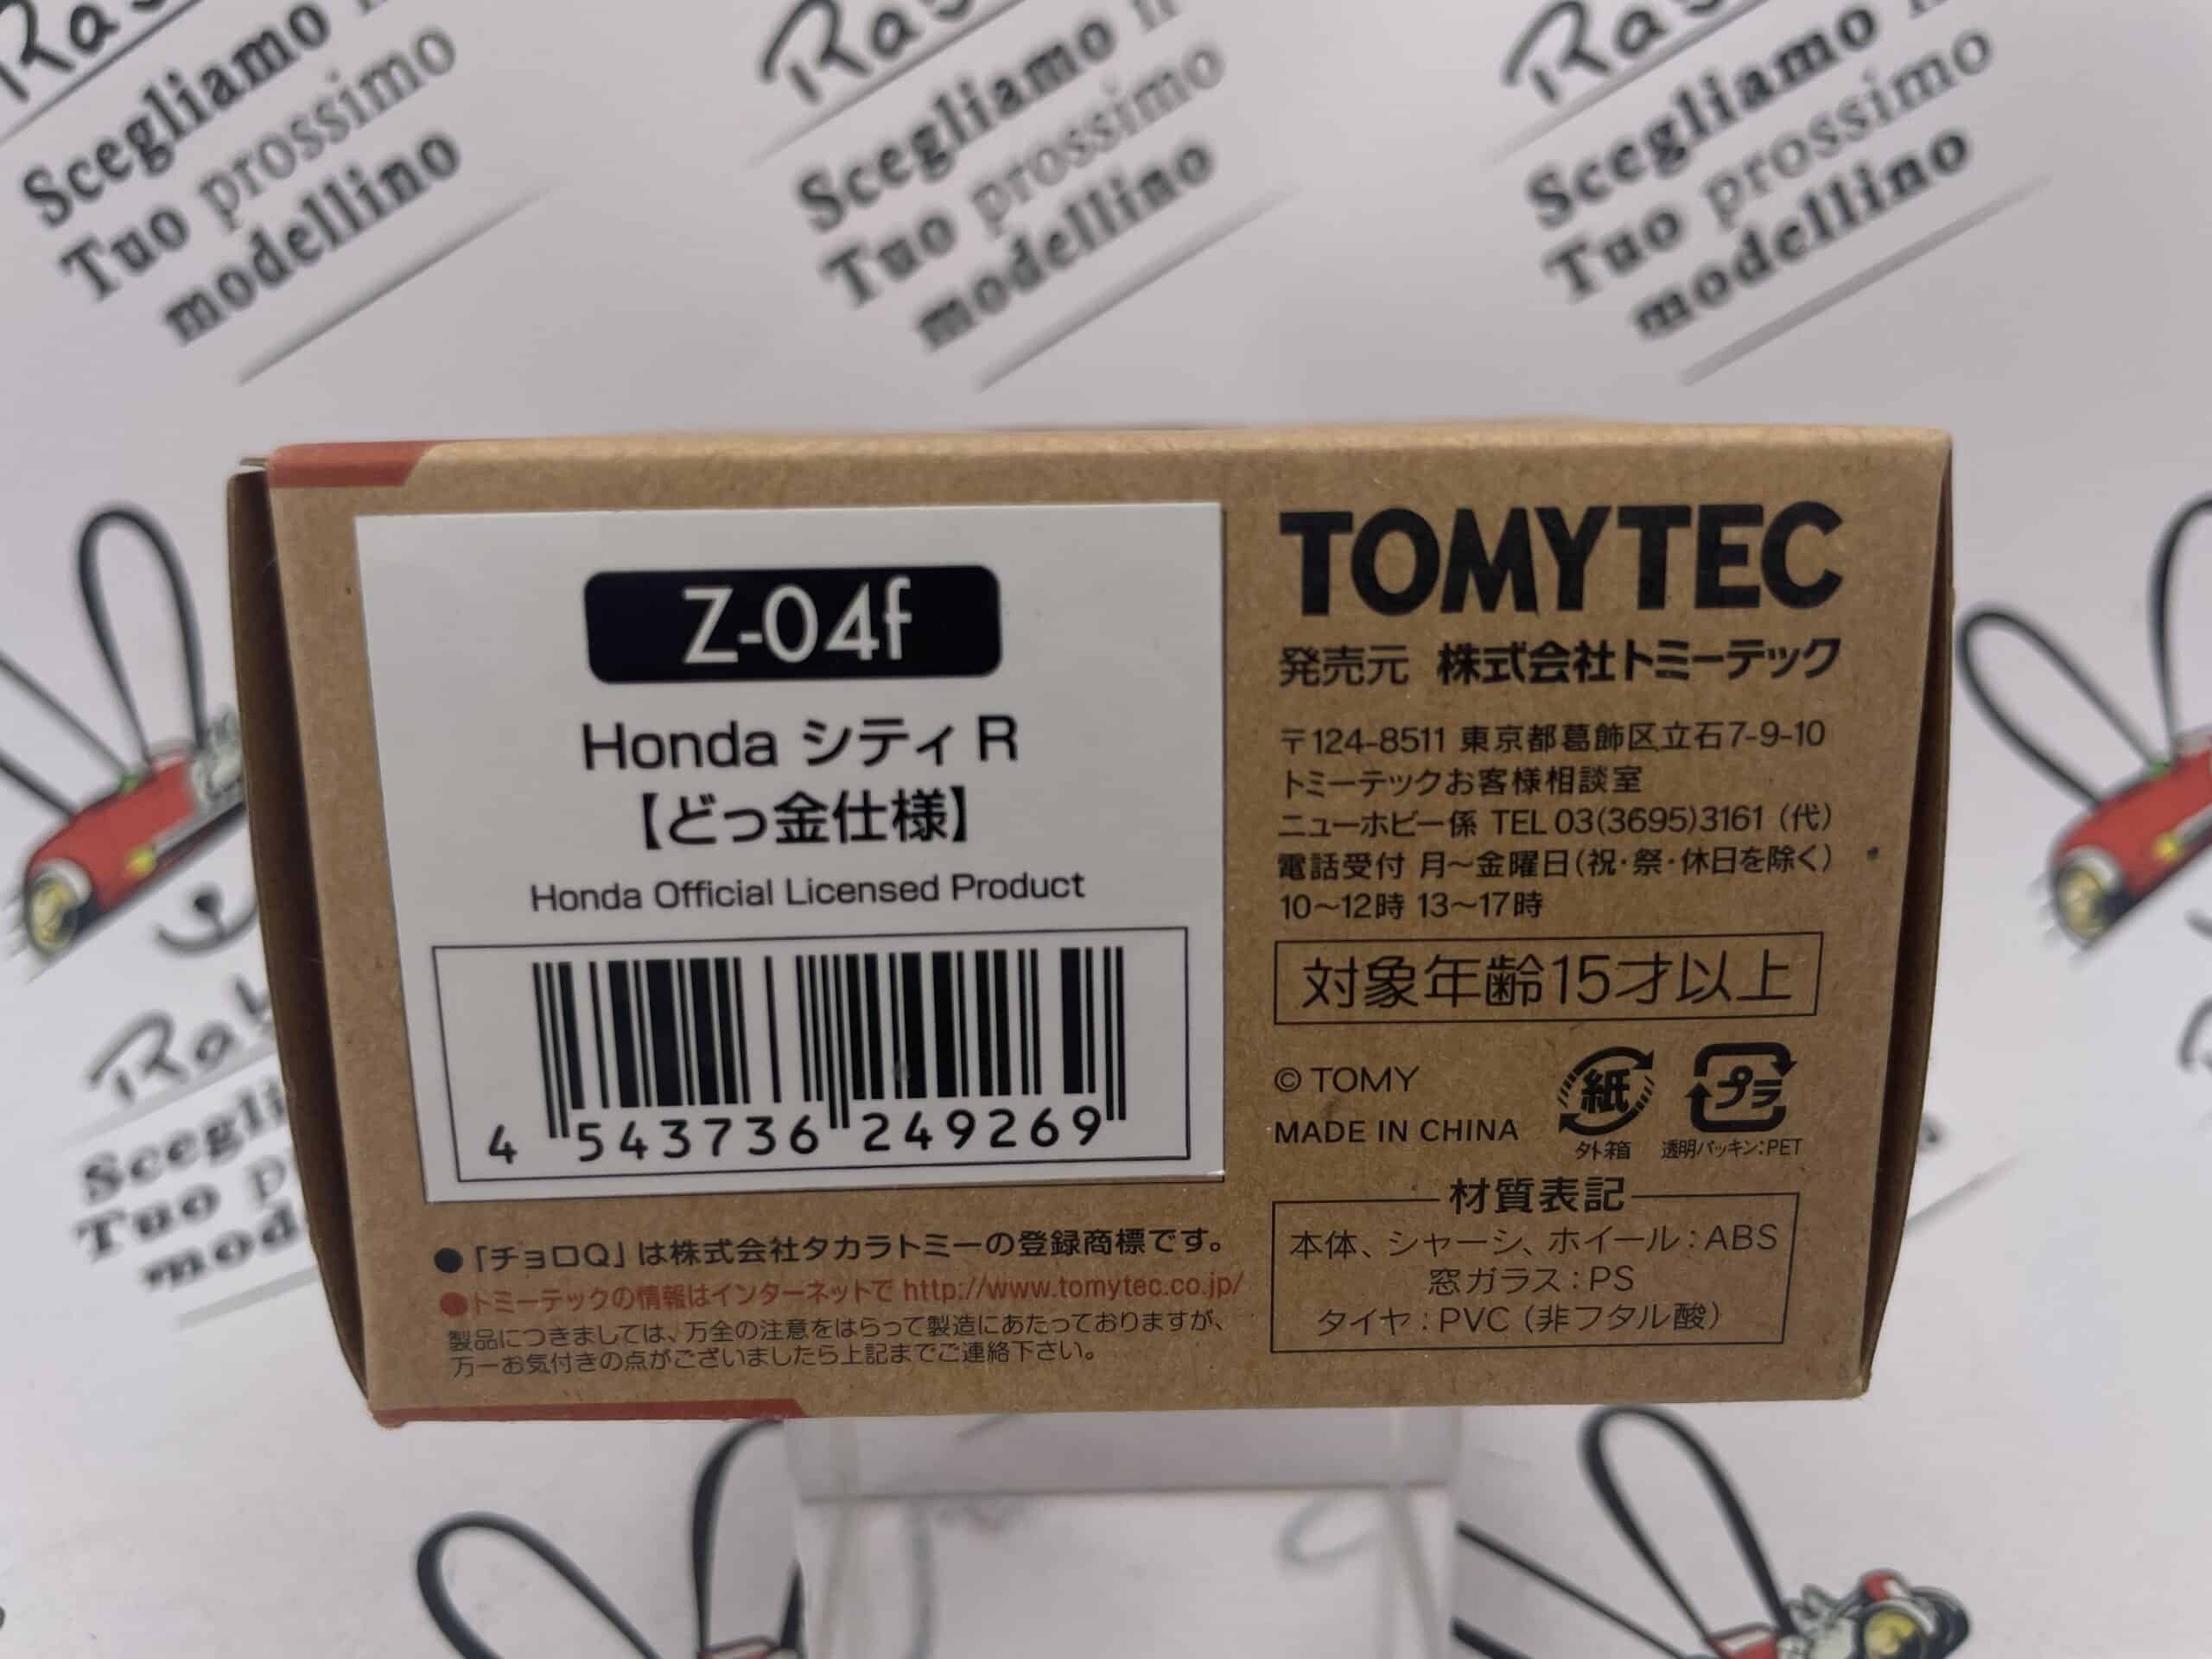 Scegliamo
Tuo prossimo
modellino
Scegliamo
Tuo prossimo
modellino
Scegliamo
Tuo prossimo
modellino
Z-04f
Honda シティ R
【どっ金仕様】
Honda Official Licensed Product
4 543736 249269
●「チョロQ」は株式会社タカラトミーの登録商標です。
●トミーテックの情報はインターネットで http://www.tomytec.co.jp/
製品につきましては、万全の注意をはらって製造にあたっておりますが、
万一お気付きの点がございましたら上記までご連絡下さい。
TOMYTEC
発売元 株式会社トミーテック
〒124-8511 東京都葛飾区立石7-9-10
トミーテックお客様相談室
ニューホビー係 TEL 03(3695)3161 (代)
電話受付 月～金曜日(祝・祭・休日を除く)
10～12時 13～17時
対象年齢15才以上
© TOMY
MADE IN CHINA
紙
外箱
プラ
透明パッキン:PET
材質表記
本体、シャーシ、ホイール:ABS
窓ガラス:PS
タイヤ:PVC (非フタル酸)
Tuo